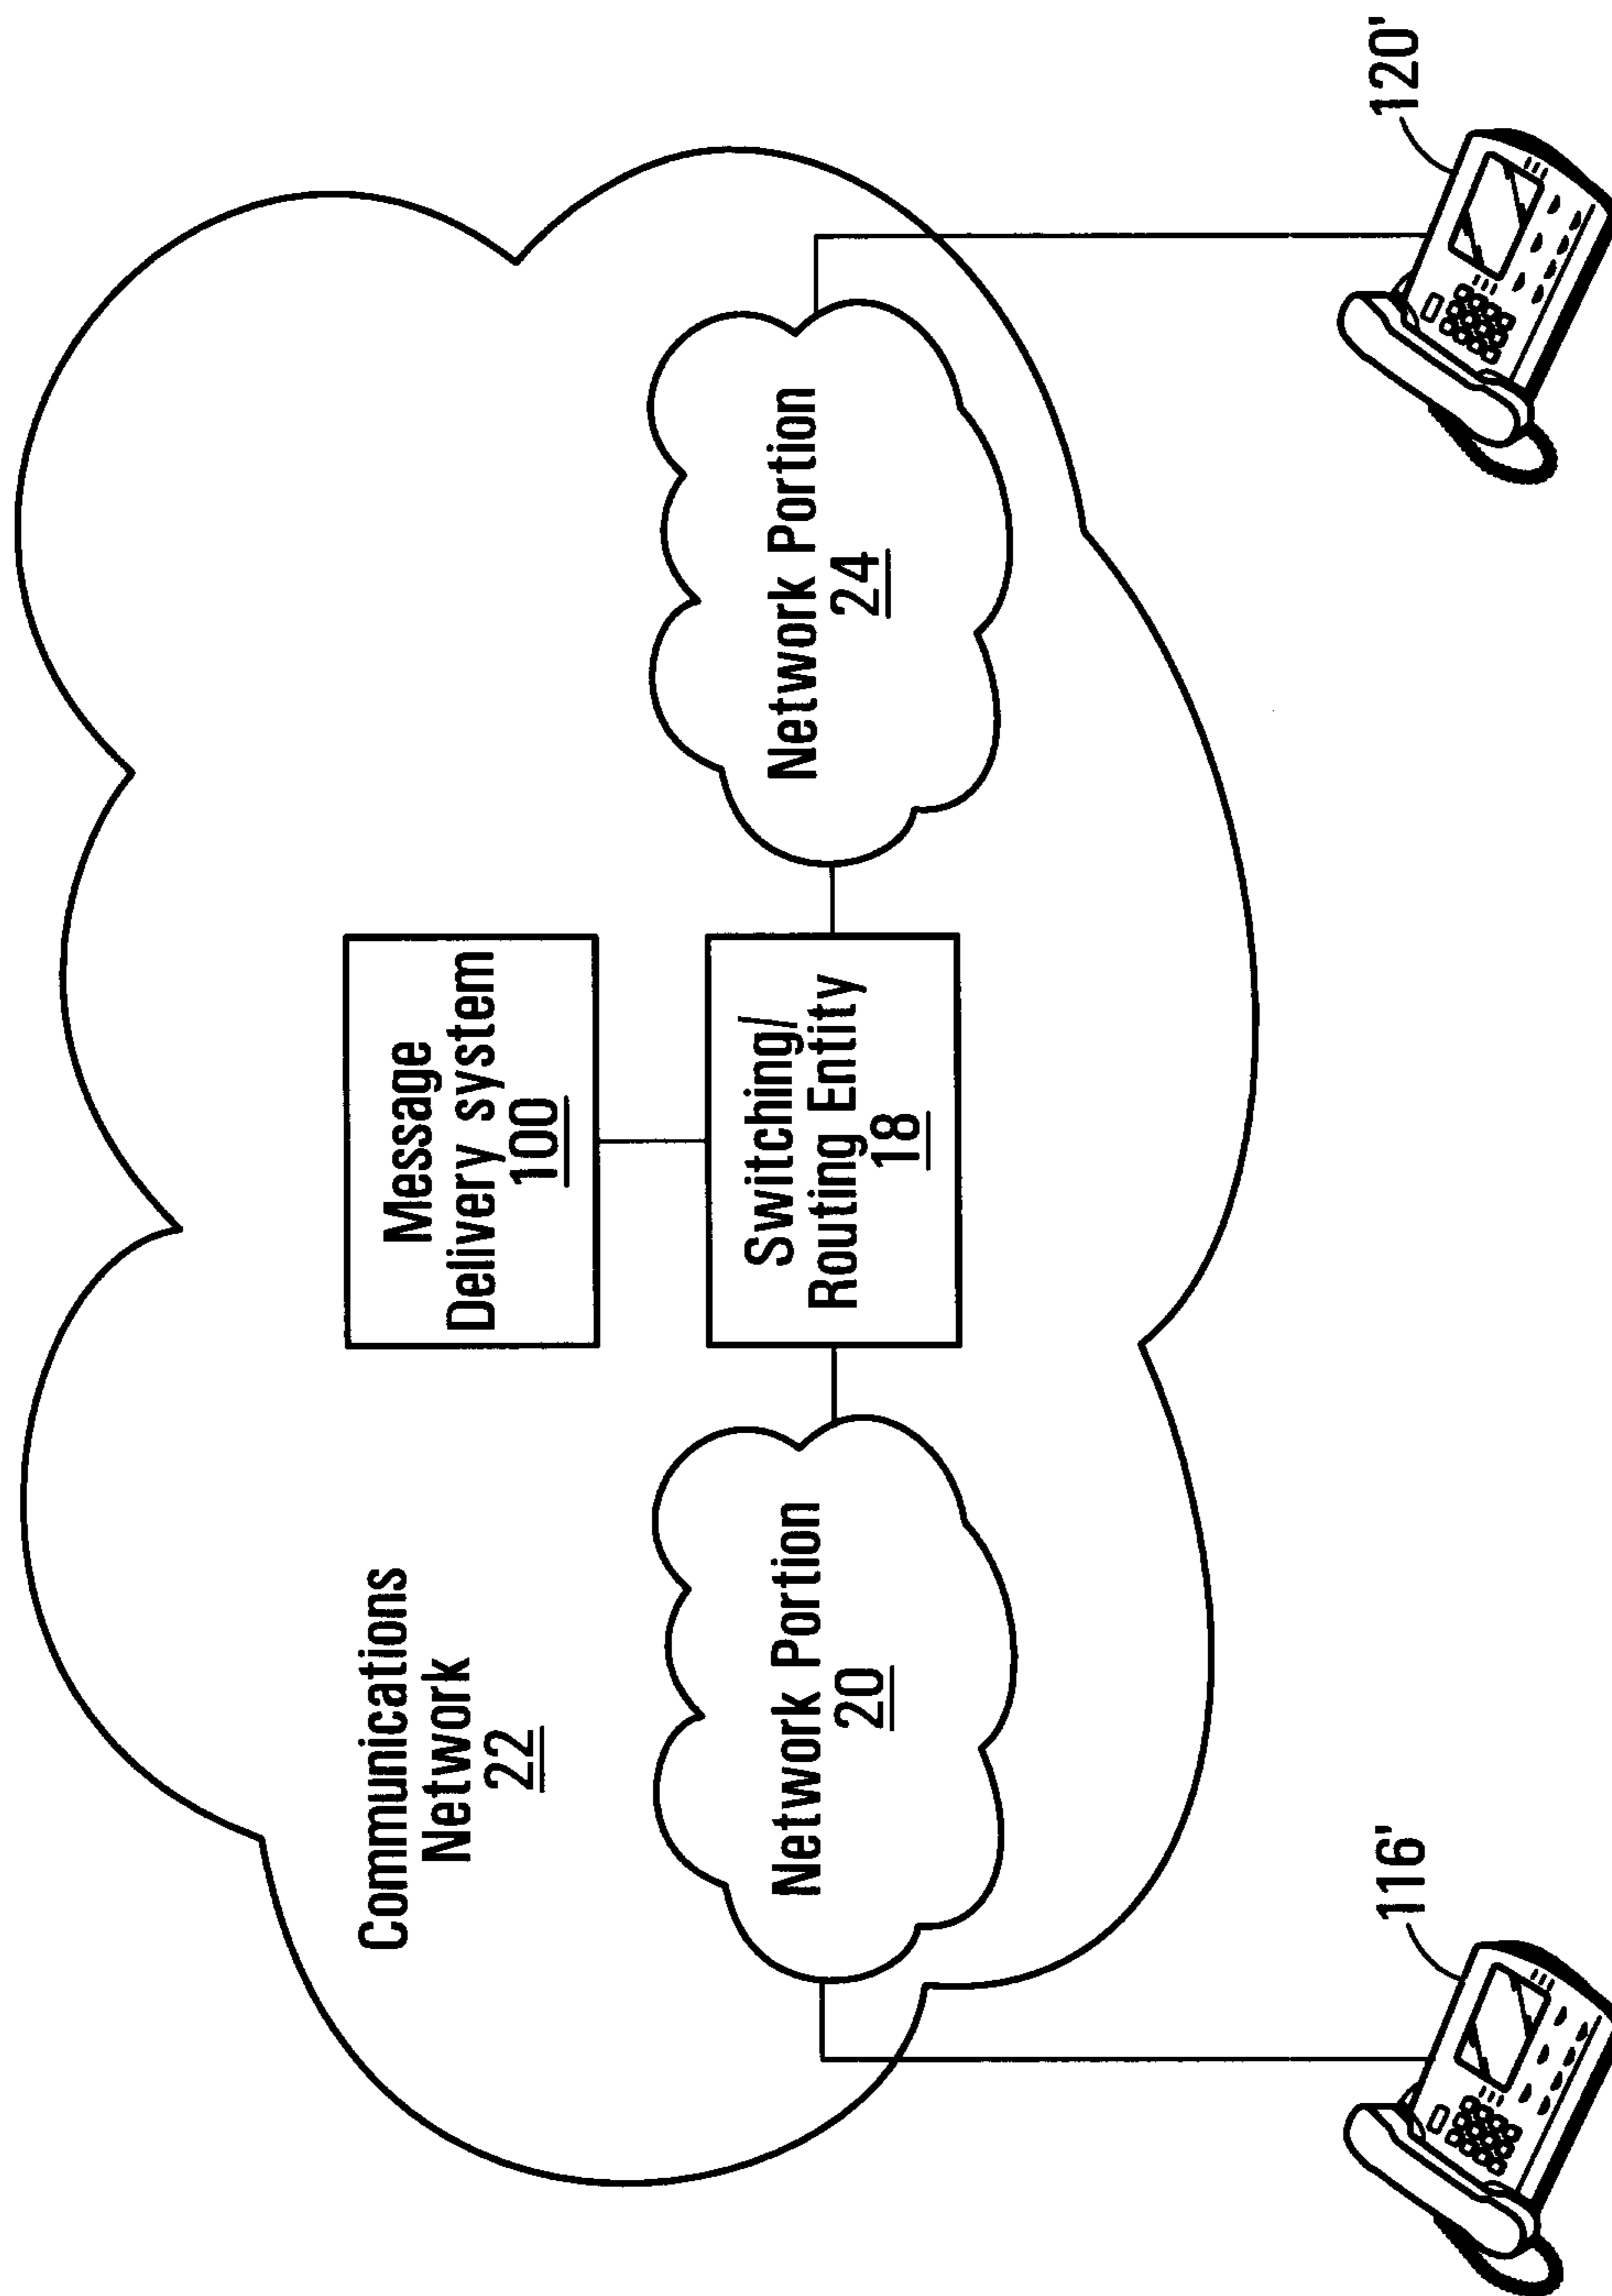 Communications
Network
22
Message
Delivery system
100
Network Portion
20
Switching/
Routing Entity
18
Network Portion
24
116'
120'